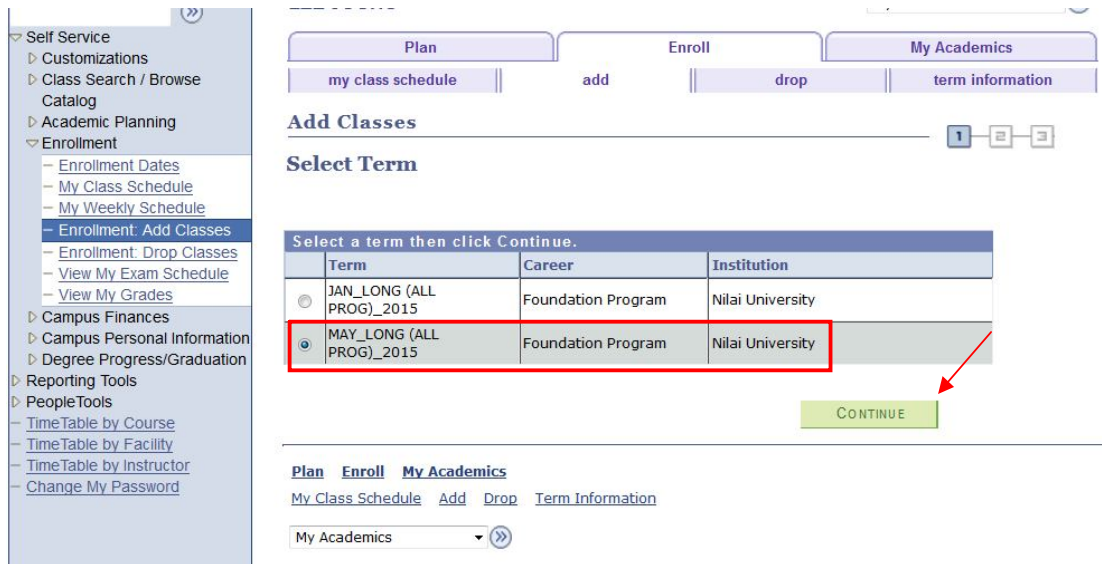 Self Service
Customizations
Class Search / Browse
Catalog
Academic Planning
Enrollment
Enrollment Dates
My Class Schedule
My Weekly Schedule
Enrollment: Add Classes
Enrollment: Drop Classes
View My Exam Schedule
View My Grades
Campus Finances
Campus Personal Information
Degree Progress/Graduation
Reporting Tools
PeopleTools
TimeTable by Course
TimeTable by Facility
TimeTable by Instructor
Change My Password
Plan Enroll My Academics
my class schedule add drop term information
Add Classes
1 2 3
Select Term
Select a term then click Continue.
Term Career Institution
JAN_LONG (ALL
PROG)_2015 Foundation Program Nilai University
MAY_LONG (ALL
PROG)_2015 Foundation Program Nilai University
CONTINUE
Plan Enroll My Academics
My Class Schedule Add Drop Term Information
My Academics